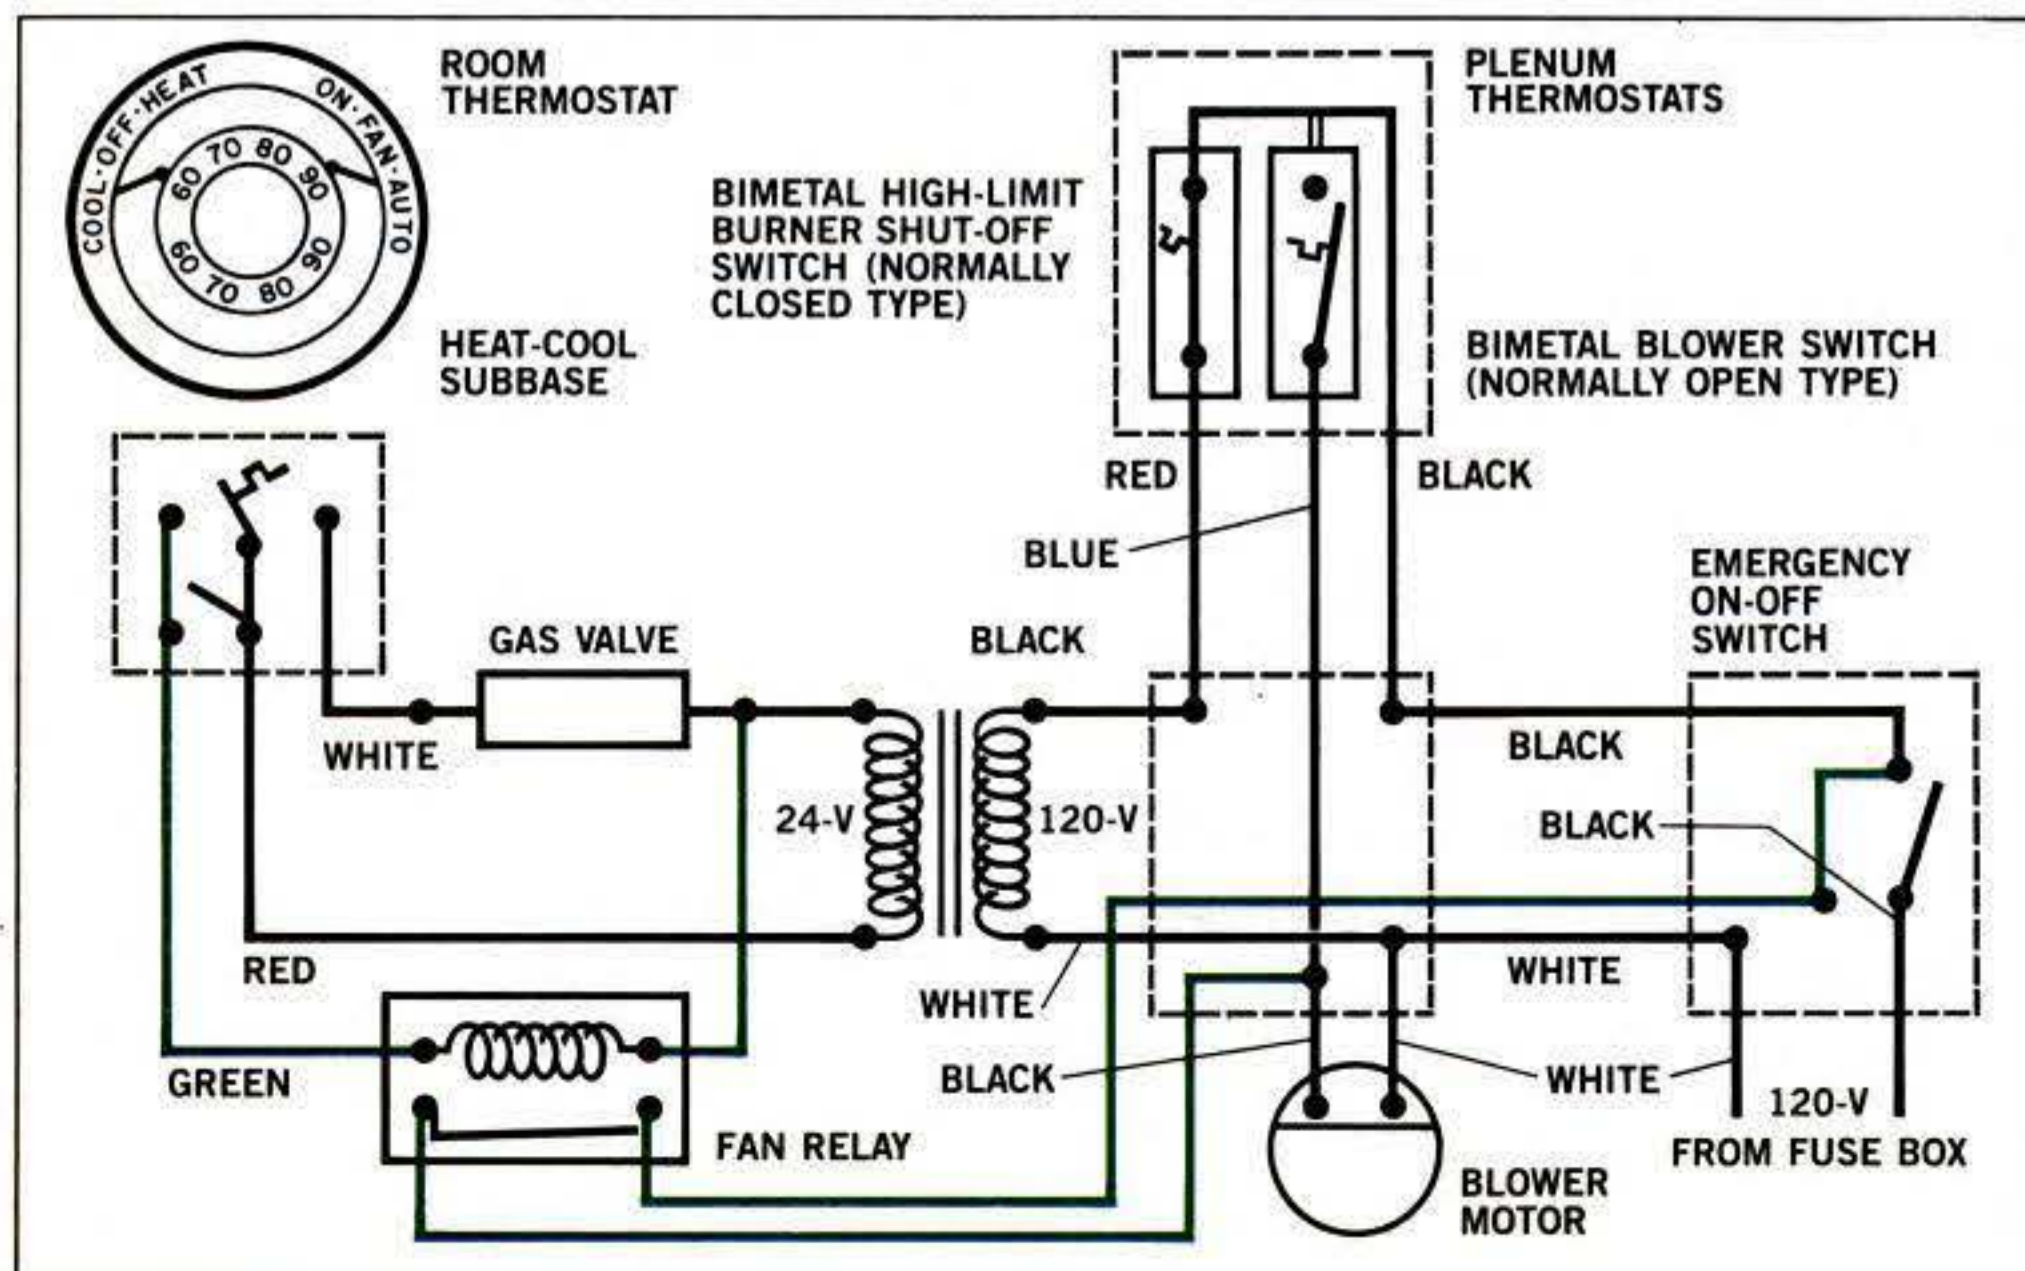 COOL·OFF·HEAT
ON·FAN·AUTO
60 70 80 90
60 70 80 90
ROOM
THERMOSTAT
HEAT-COOL
SUBBASE
PLENUM
THERMOSTATS
BIMETAL HIGH-LIMIT
BURNER SHUT-OFF
SWITCH (NORMALLY
CLOSED TYPE)
BIMETAL BLOWER SWITCH
(NORMALLY OPEN TYPE)
RED
BLACK
BLUE
EMERGENCY
ON-OFF
SWITCH
GAS VALVE
BLACK
WHITE
BLACK
24-V
120-V
BLACK
RED
WHITE
WHITE
GREEN
BLACK
WHITE
120-V
FROM FUSE BOX
FAN RELAY
BLOWER
MOTOR